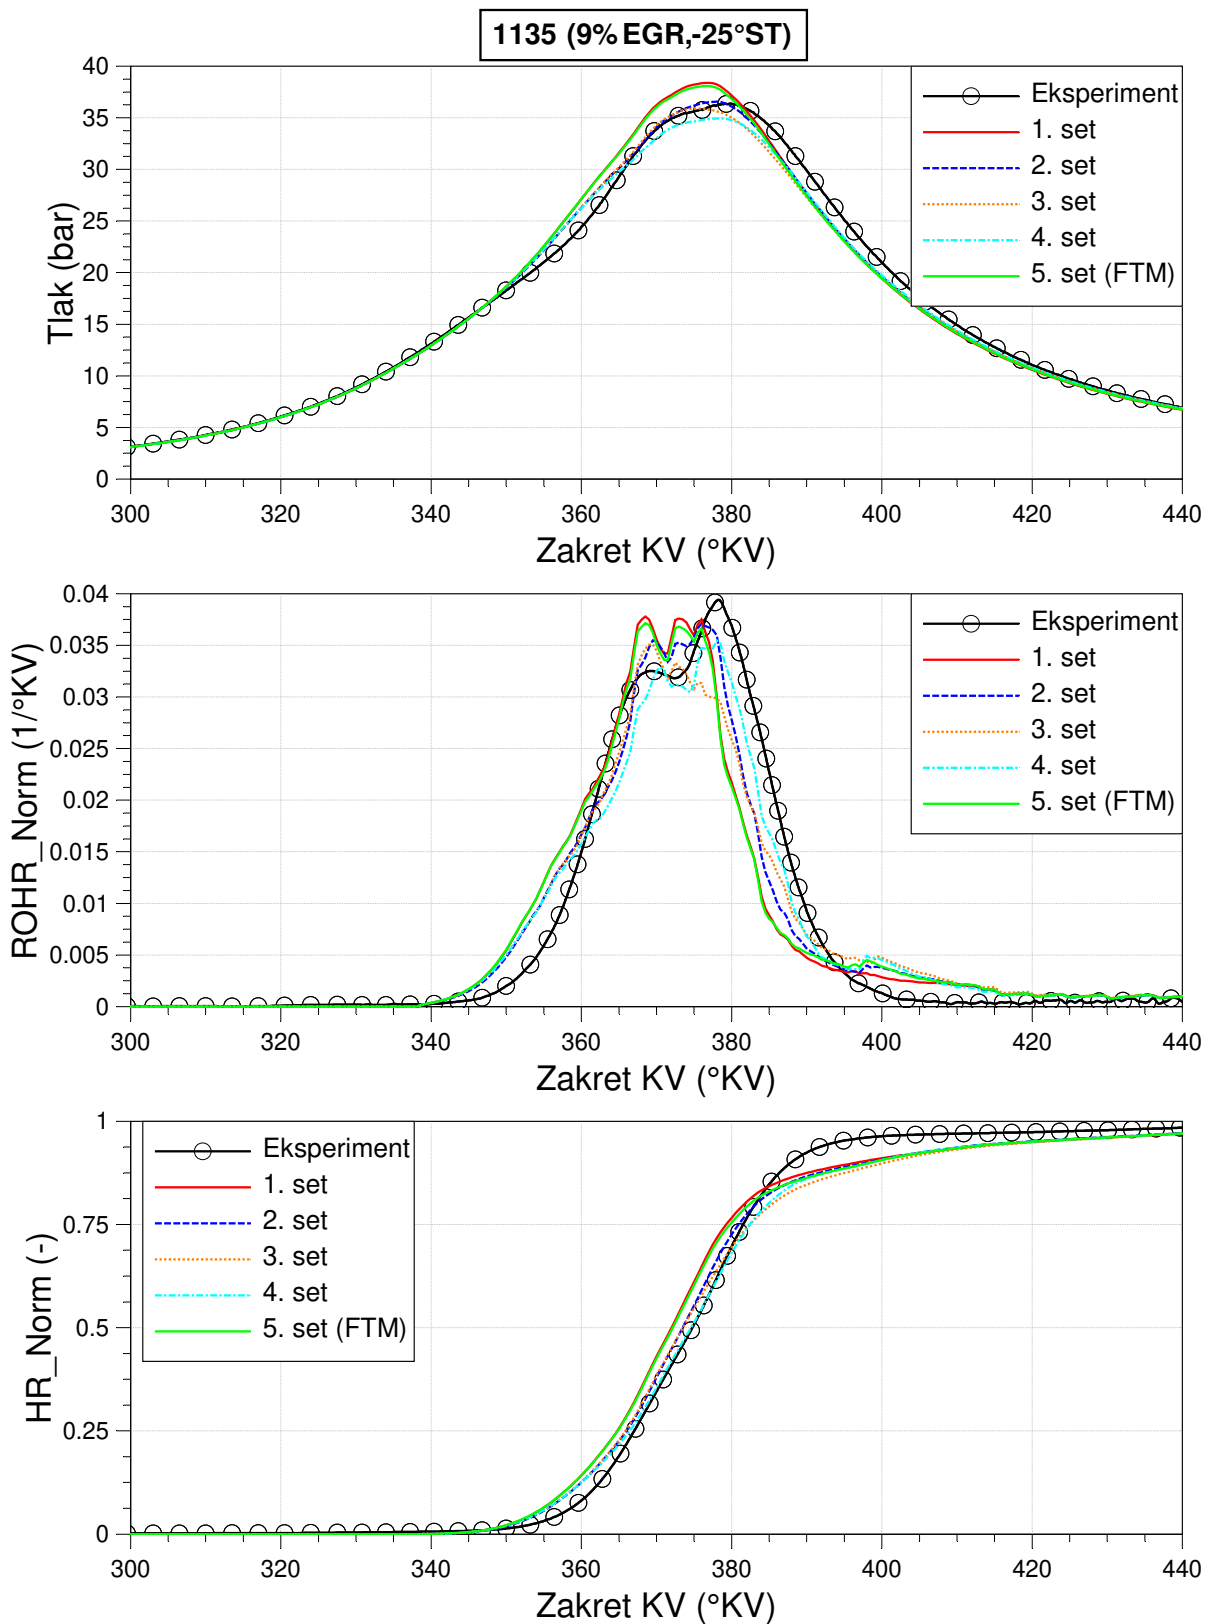 1135 (9% EGR,-25°ST)
40
35
30
25
20
15
10
5
0
Tlak (bar)
Eksperiment
1. set
2. set
3. set
4. set
5. set (FTM)
300 320 340 360 380 400 420 440
Zakret KV (°KV)
0.04
0.035
0.03
0.025
0.02
0.015
0.01
0.005
0
ROHR_Norm (1/°KV)
Eksperiment
1. set
2. set
3. set
4. set
5. set (FTM)
300 320 340 360 380 400 420 440
Zakret KV (°KV)
1
0.75
0.5
0.25
0
HR_Norm (-)
Eksperiment
1. set
2. set
3. set
4. set
5. set (FTM)
300 320 340 360 380 400 420 440
Zakret KV (°KV)